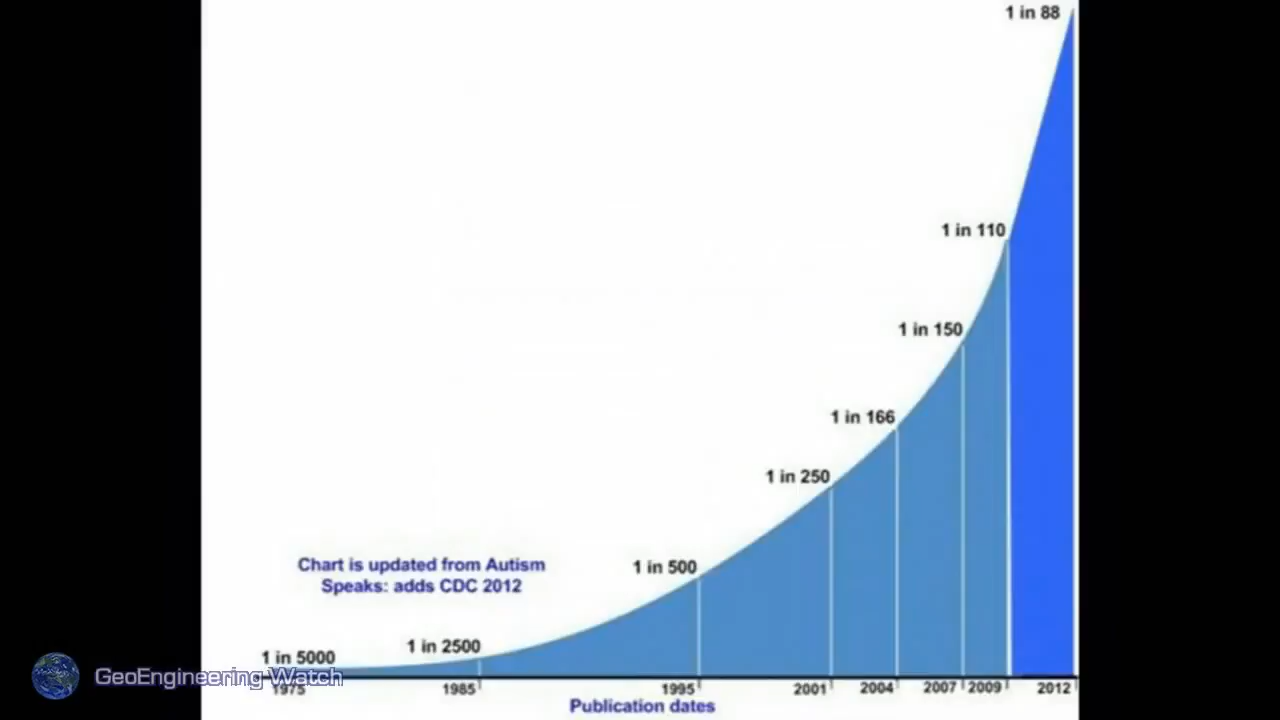 1 in 88
1 in 110
1 in 150
1 in 166
1 in 250
Chart is updated from Autism
Speaks: adds CDC 2012
1 in 500
1 in 2500
1 in 5000
GeoEngineering Watch
1975 1985 1995 2001 2004 2007 2009 2012
Publication dates